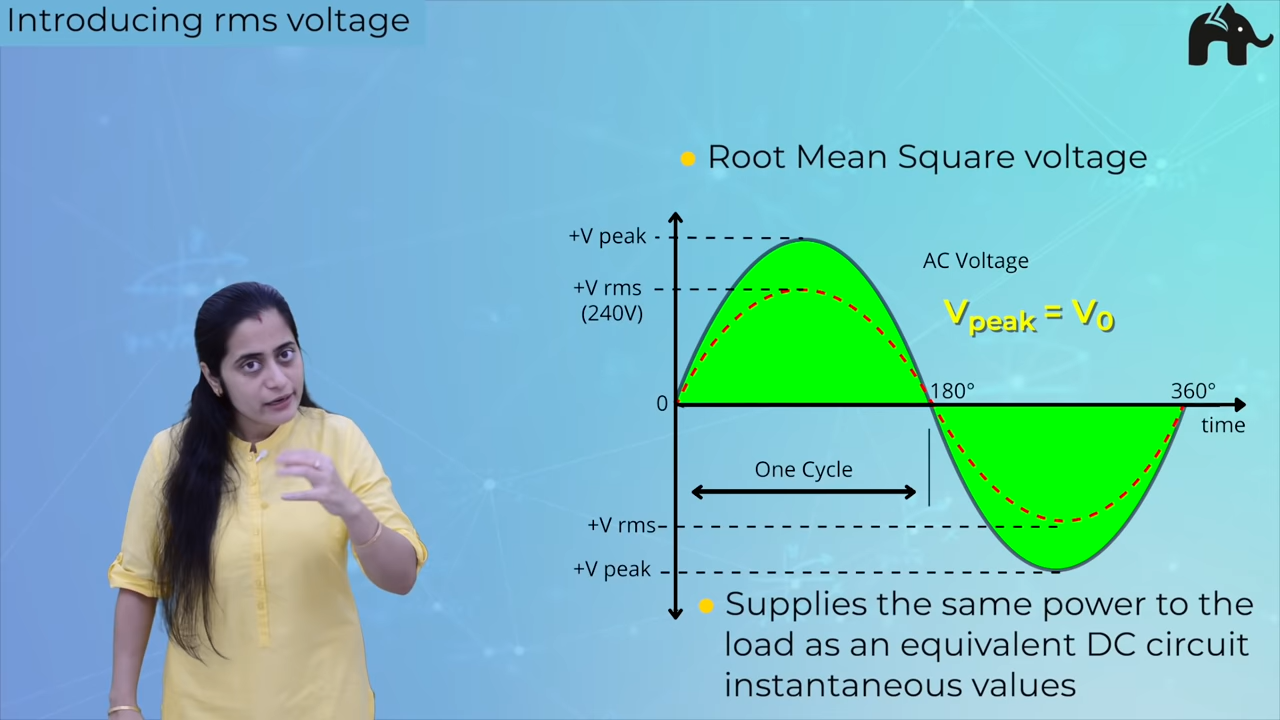 Introducing rms voltage
Root Mean Square voltage
+V peak
AC Voltage
+V rms
(240V)
Vpeak = V0
0
180°
360°
time
One Cycle
+V rms
+V peak
Supplies the same power to the
load as an equivalent DC circuit
instantaneous values